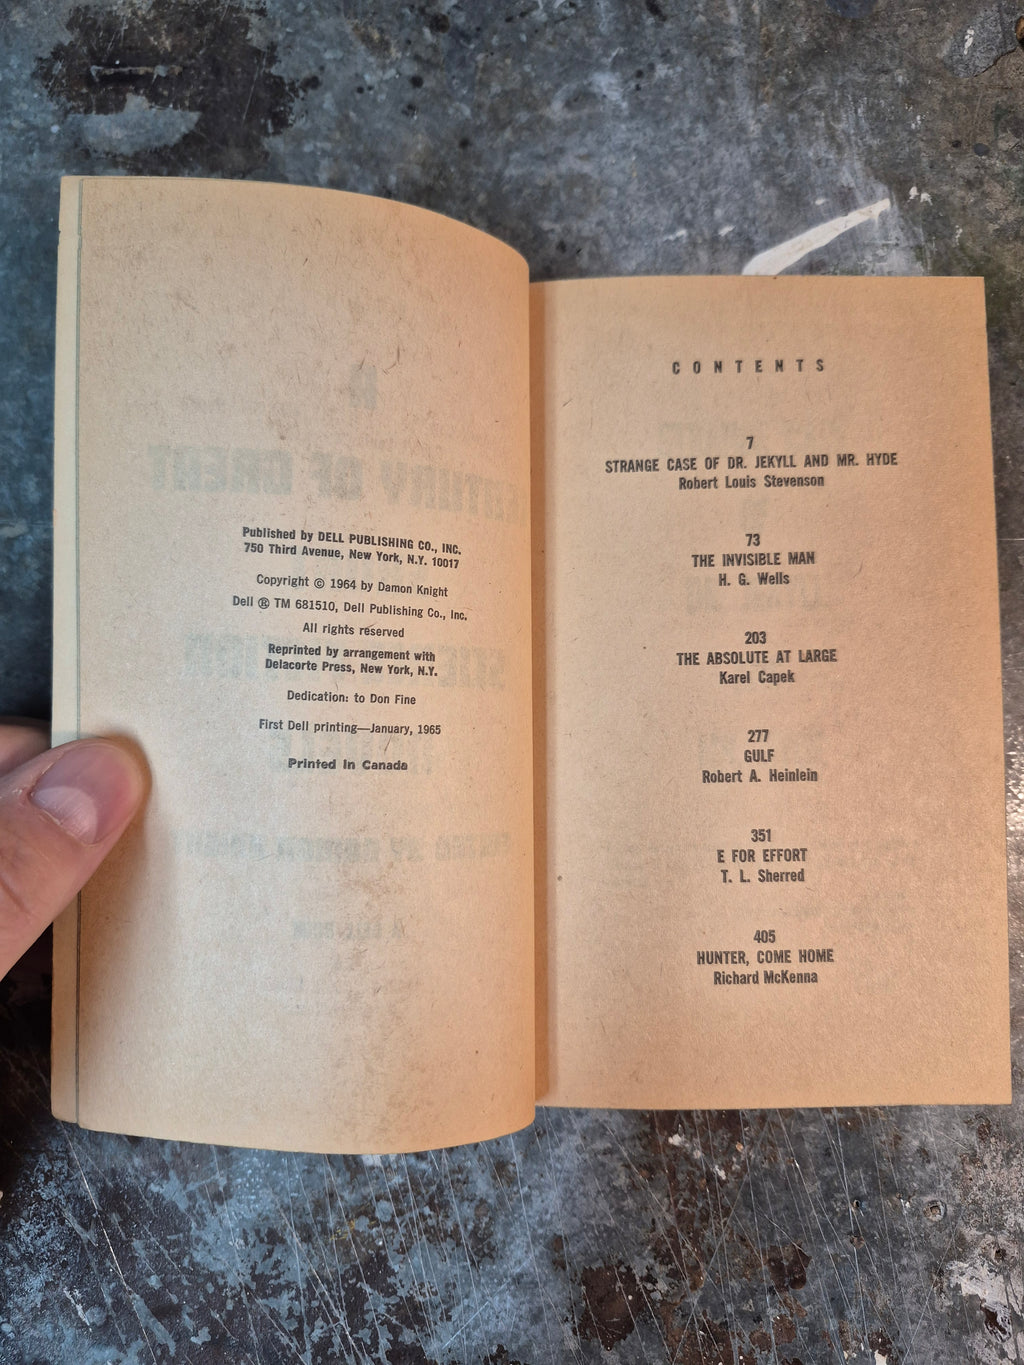 Published by DELL PUBLISHING CO., INC.
750 Third Avenue, New York, N.Y. 10017
Copyright © 1964 by Damon Knight
Dell ® TM 681510, Dell Publishing Co., Inc.
All rights reserved
Reprinted by arrangement with
Delacorte Press, New York, N.Y.
Dedication: to Don Fine
First Dell printing—January, 1965
Printed in Canada
CONTENTS
7
STRANGE CASE OF DR. JEKYLL AND MR. HYDE
Robert Louis Stevenson
73
THE INVISIBLE MAN
H. G. Wells
203
THE ABSOLUTE AT LARGE
Karel Capek
277
GULF
Robert A. Heinlein
351
E FOR EFFORT
T. L. Sherred
405
HUNTER, COME HOME
Richard McKenna